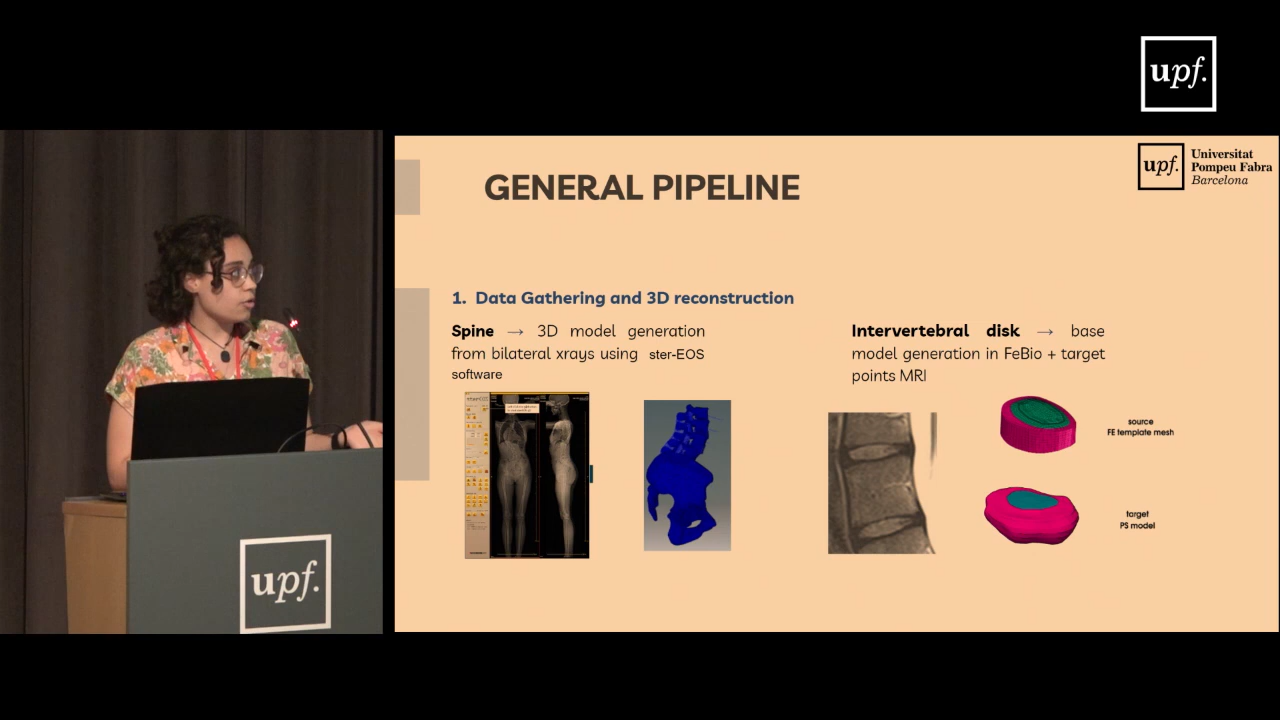 upf.
upf.
Universitat
Pompeu Fabra
Barcelona
GENERAL PIPELINE
1. Data Gathering and 3D reconstruction
Spine → 3D model generation
from bilateral xrays using ster-EOS
software
Intervertebral disk → base
model generation in FeBio + target
points MRI
source
FE template mesh
target
PS model
upf.